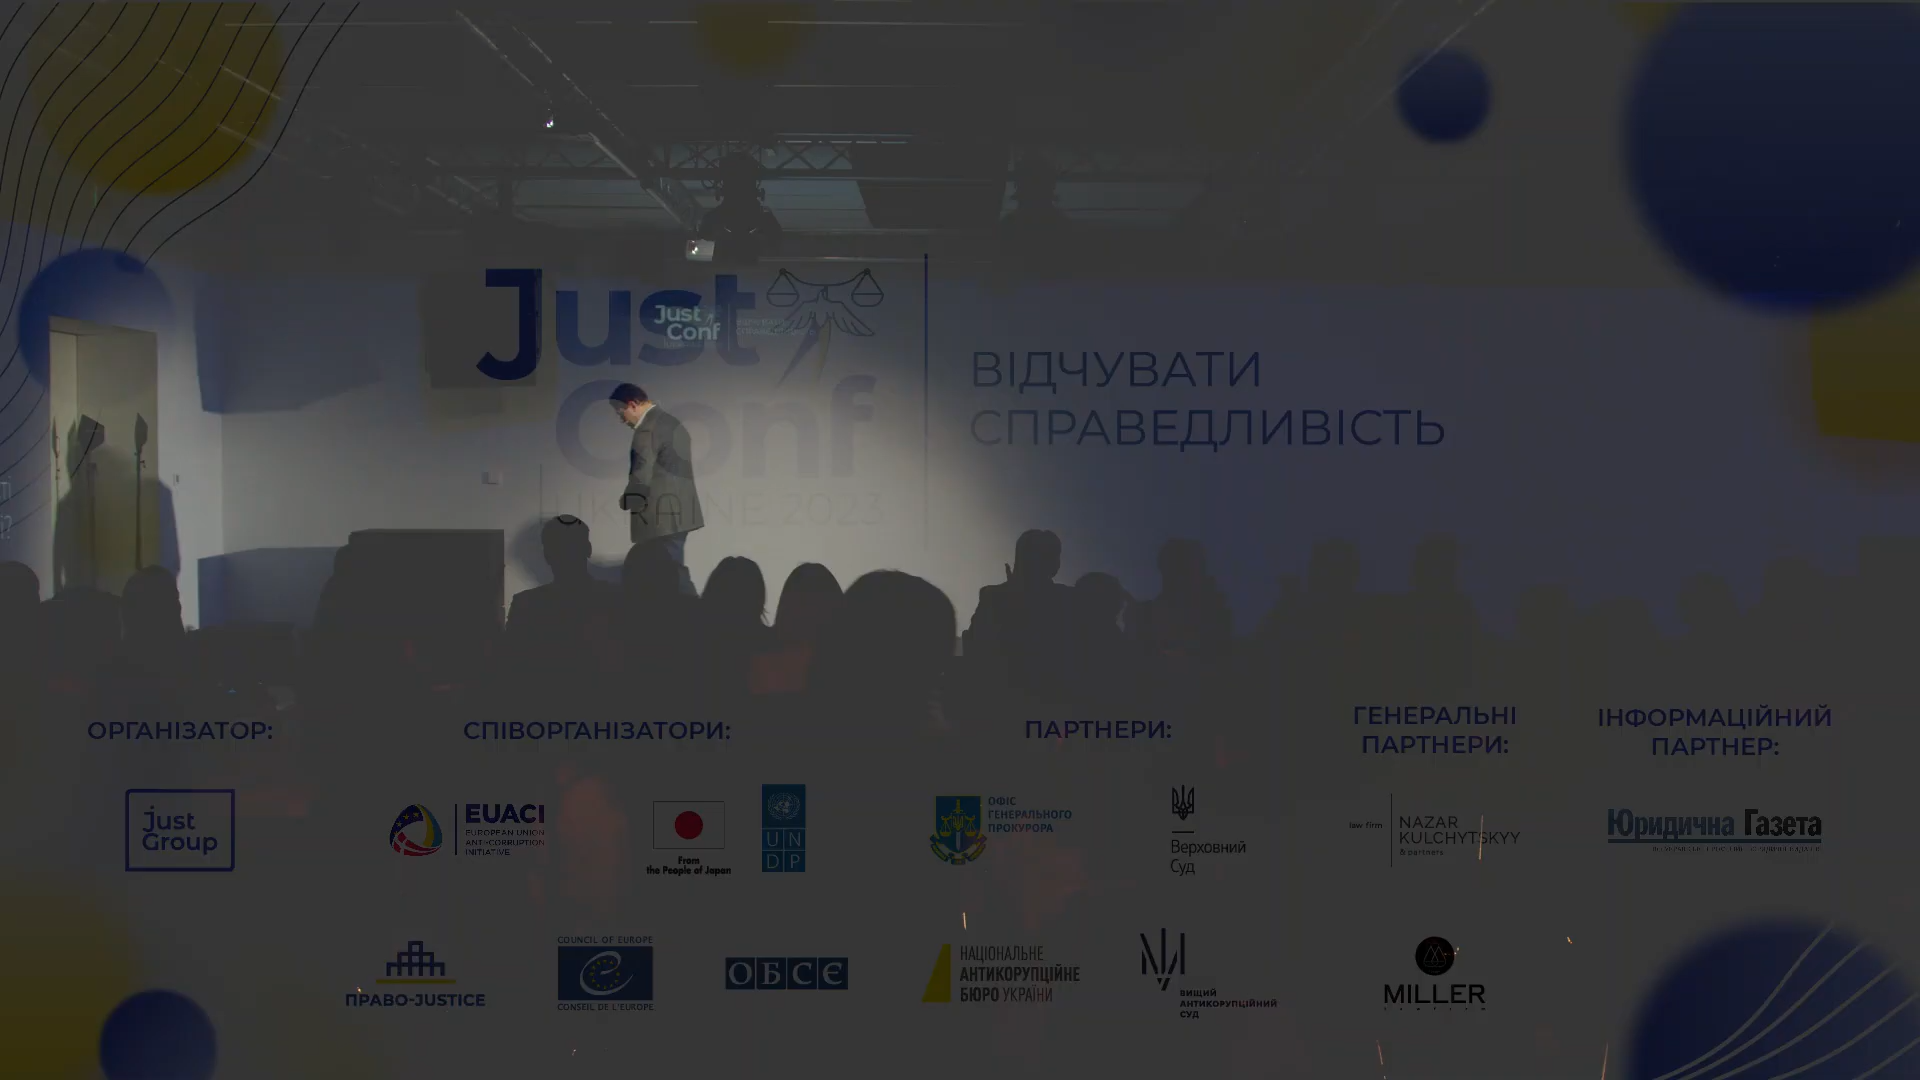 Just
Conf
UKRAINE 2023
ВІДЧУВАТИ
СПРАВЕДЛИВІСТЬ
Just
Conf
ОРГАНІЗАТОР:
СПІВОРГАНІЗАТОРИ:
ПАРТНЕРИ:
ГЕНЕРАЛЬНІ
ПАРТНЕРИ:
ІНФОРМАЦІЙНИЙ
ПАРТНЕР:
just
Group
EUACI
EUROPEAN UNION
ANTI-CORRUPTION
INITIATIVE
From
the People of Japan
U N
D P
ОФІС
ГЕНЕРАЛЬНОГО
ПРОКУРОРА
Верховний
Суд
law firm
NAZAR
KULCHYTSKYY
& partners
Юридична Газета
ПРАВО-JUSTICE
COUNCIL OF EUROPE
CONSEIL DE L'EUROPE
ОБСЄ
НАЦІОНАЛЬНЕ
АНТИКОРУПЦІЙНЕ
БЮРО УКРАЇНИ
ВИЩИЙ
АНТИКОРУПЦІЙНИЙ
СУД
MILLER